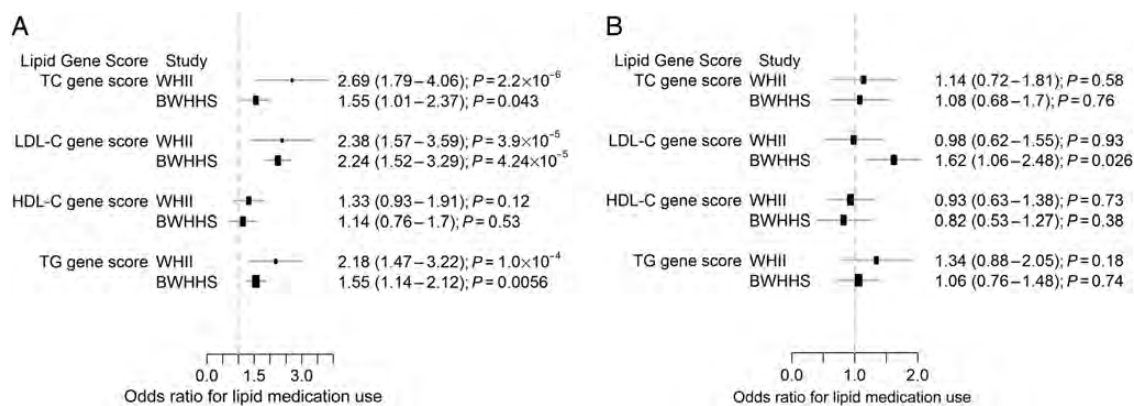 A
Lipid Gene Score Study
TC gene score WHII 2.69 (1.79–4.06); P = 2.2×10⁻⁶
BWHHS 1.55 (1.01–2.37); P = 0.043
LDL-C gene score WHII 2.38 (1.57–3.59); P = 3.9×10⁻⁵
BWHHS 2.24 (1.52–3.29); P = 4.24×10⁻⁵
HDL-C gene score WHII 1.33 (0.93–1.91); P = 0.12
BWHHS 1.14 (0.76–1.7); P = 0.53
TG gene score WHII 2.18 (1.47–3.22); P = 1.0×10⁻⁴
BWHHS 1.55 (1.14–2.12); P = 0.0056
0.0 1.5 3.0
Odds ratio for lipid medication use
B
Lipid Gene Score Study
TC gene score WHII 1.14 (0.72–1.81); P = 0.58
BWHHS 1.08 (0.68–1.7); P = 0.76
LDL-C gene score WHII 0.98 (0.62–1.55); P = 0.93
BWHHS 1.62 (1.06–2.48); P = 0.026
HDL-C gene score WHII 0.93 (0.63–1.38); P = 0.73
BWHHS 0.82 (0.53–1.27); P = 0.38
TG gene score WHII 1.34 (0.88–2.05); P = 0.18
BWHHS 1.06 (0.76–1.48); P = 0.74
0.0 1.0 2.0
Odds ratio for lipid medication use